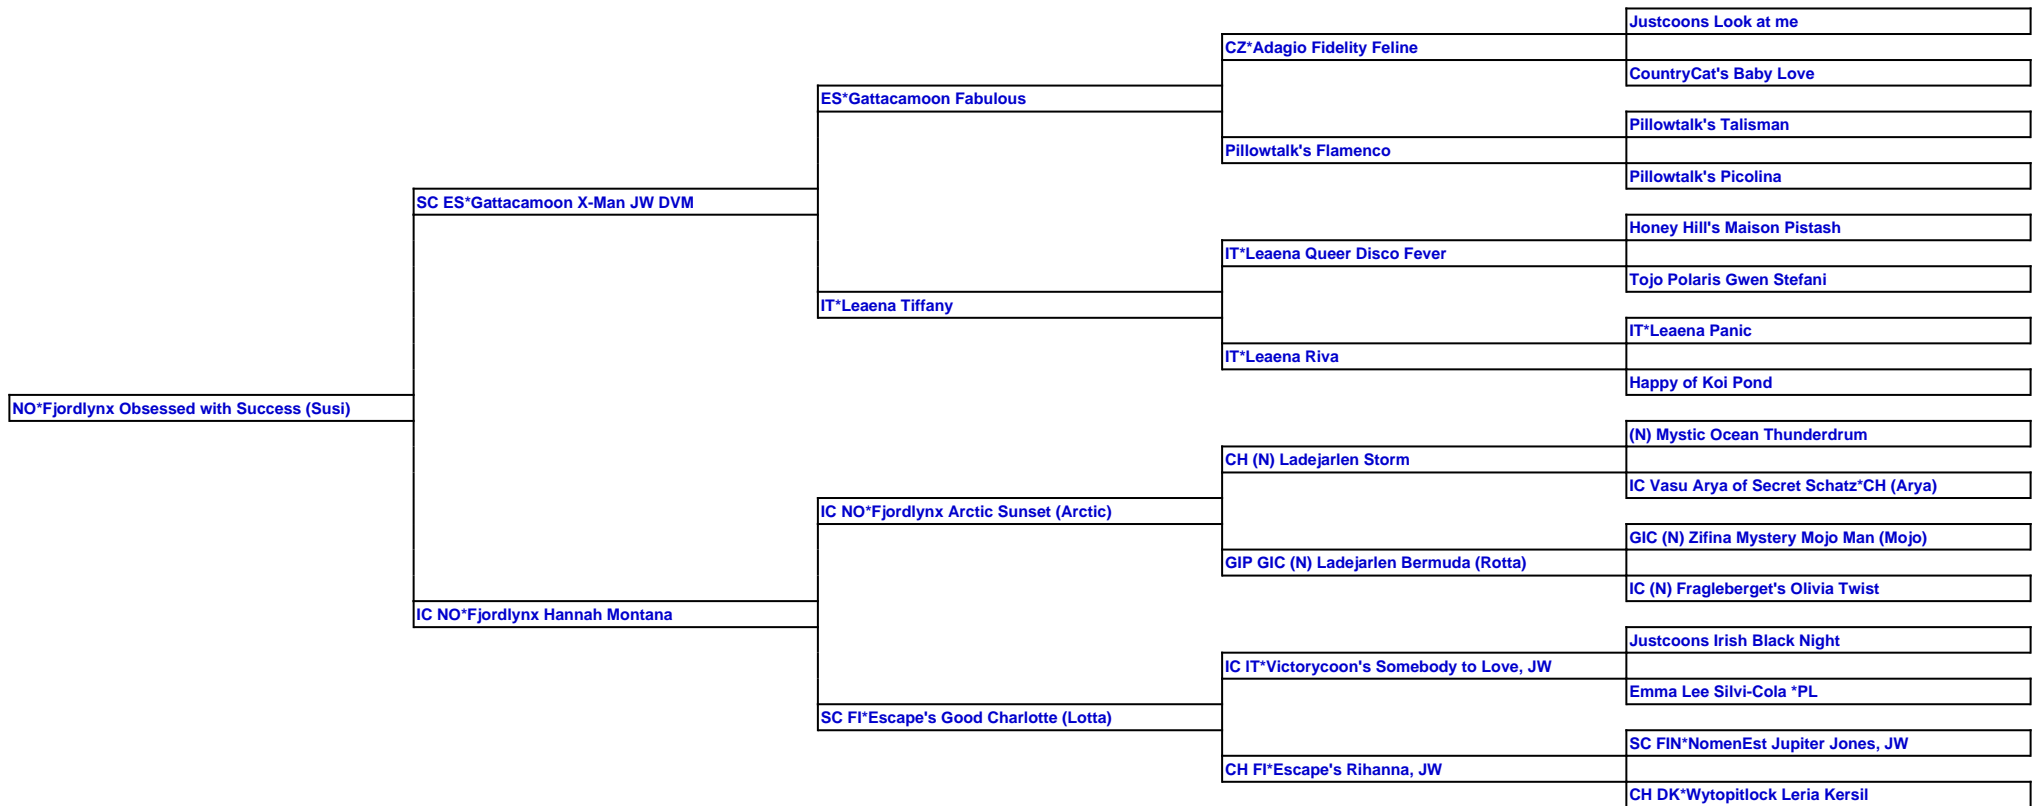 Justcoons Look at me
CZ*Adagio Fidelity Feline
CountryCat's Baby Love
ES*Gattacamoon Fabulous
Pillowtalk's Talisman
Pillowtalk's Flamenco
Pillowtalk's Picolina
SC ES*Gattacamoon X-Man JW DVM
Honey Hill's Maison Pistash
IT*Leaena Queer Disco Fever
Tojo Polaris Gwen Stefani
IT*Leaena Tiffany
IT*Leaena Panic
IT*Leaena Riva
Happy of Koi Pond
NO*Fjordlynx Obsessed with Success (Susi)
(N) Mystic Ocean Thunderdrum
CH (N) Ladejarlen Storm
IC Vasu Arya of Secret Schatz*CH (Arya)
IC NO*Fjordlynx Arctic Sunset (Arctic)
GIC (N) Zifina Mystery Mojo Man (Mojo)
GIP GIC (N) Ladejarlen Bermuda (Rotta)
IC (N) Fragleberget's Olivia Twist
IC NO*Fjordlynx Hannah Montana
Justcoons Irish Black Night
IC IT*Victorycoon's Somebody to Love, JW
Emma Lee Silvi-Cola *PL
SC FI*Escape's Good Charlotte (Lotta)
SC FIN*NomenEst Jupiter Jones, JW
CH FI*Escape's Rihanna, JW
CH DK*Wytopitlock Leria Kersil